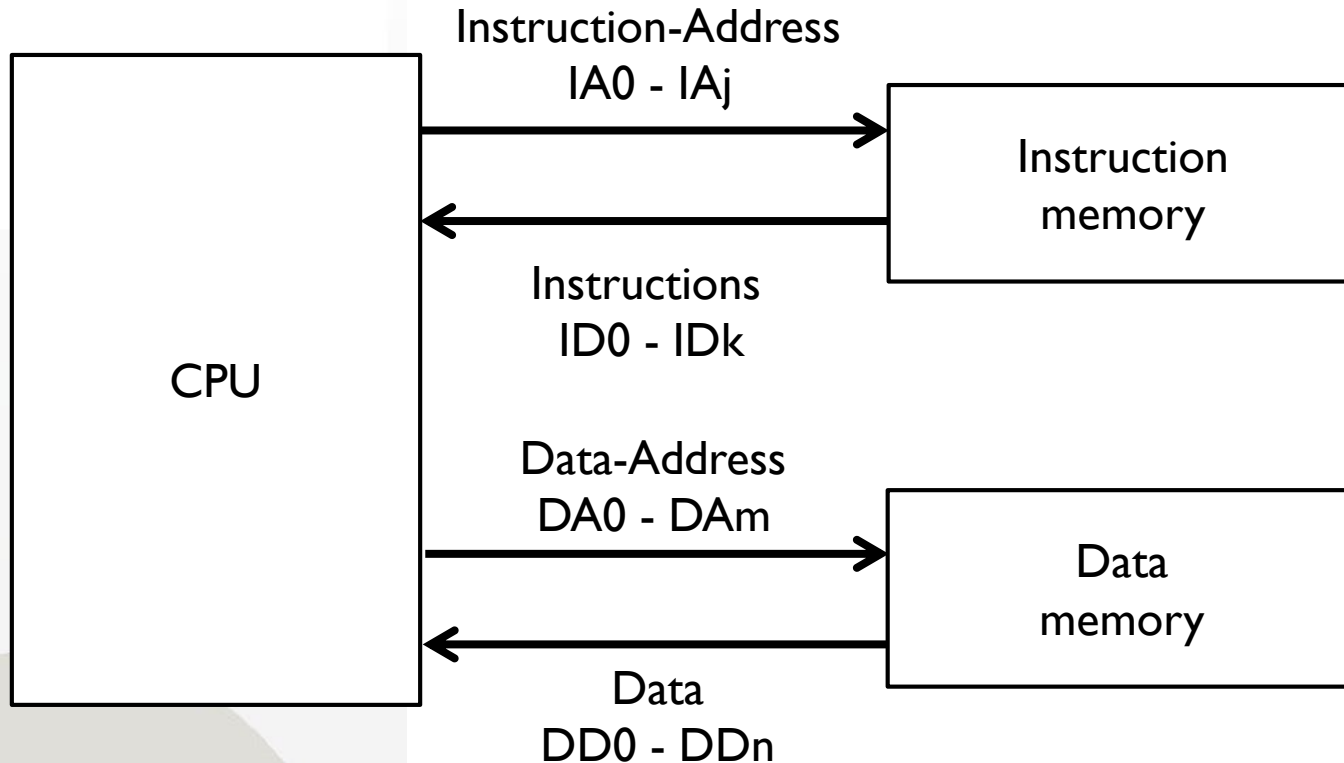 Instruction-Address
IA0 - IAj
Instruction
memory
Instructions
ID0 - IDk
CPU
Data-Address
DA0 - DAm
Data
memory
Data
DD0 - DDn